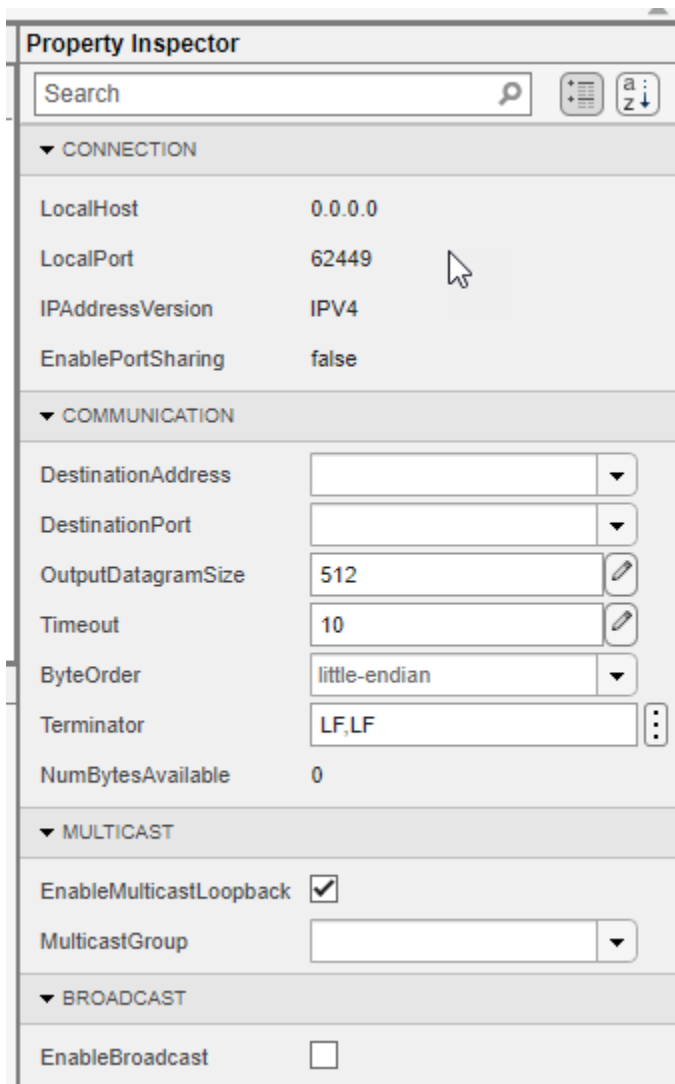 Property Inspector
Search
a
z
CONNECTION
LocalHost 0.0.0.0
LocalPort 62449
IPAddressVersion IPV4
EnablePortSharing false
COMMUNICATION
DestinationAddress
DestinationPort
OutputDatagramSize 512
Timeout 10
ByteOrder little-endian
Terminator LF,LF
NumBytesAvailable 0
MULTICAST
EnableMulticastLoopback
MulticastGroup
BROADCAST
EnableBroadcast